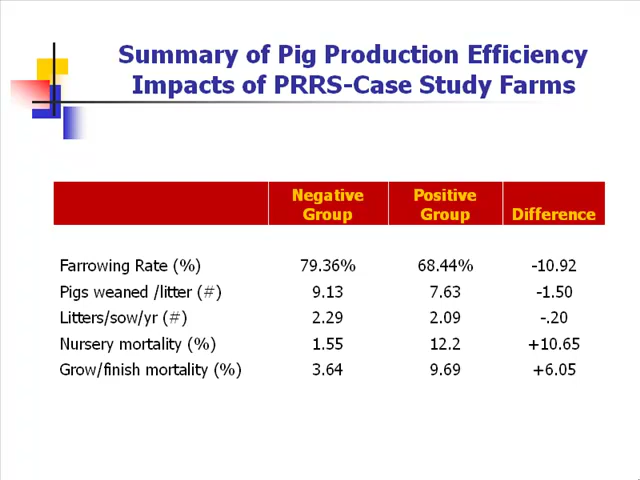 Summary of Pig Production Efficiency
Impacts of PRRS-Case Study Farms
Negative Group Positive Group Difference
Farrowing Rate (%) 79.36% 68.44% -10.92
Pigs weaned /litter (#) 9.13 7.63 -1.50
Litters/sow/yr (#) 2.29 2.09 -.20
Nursery mortality (%) 1.55 12.2 +10.65
Grow/finish mortality (%) 3.64 9.69 +6.05